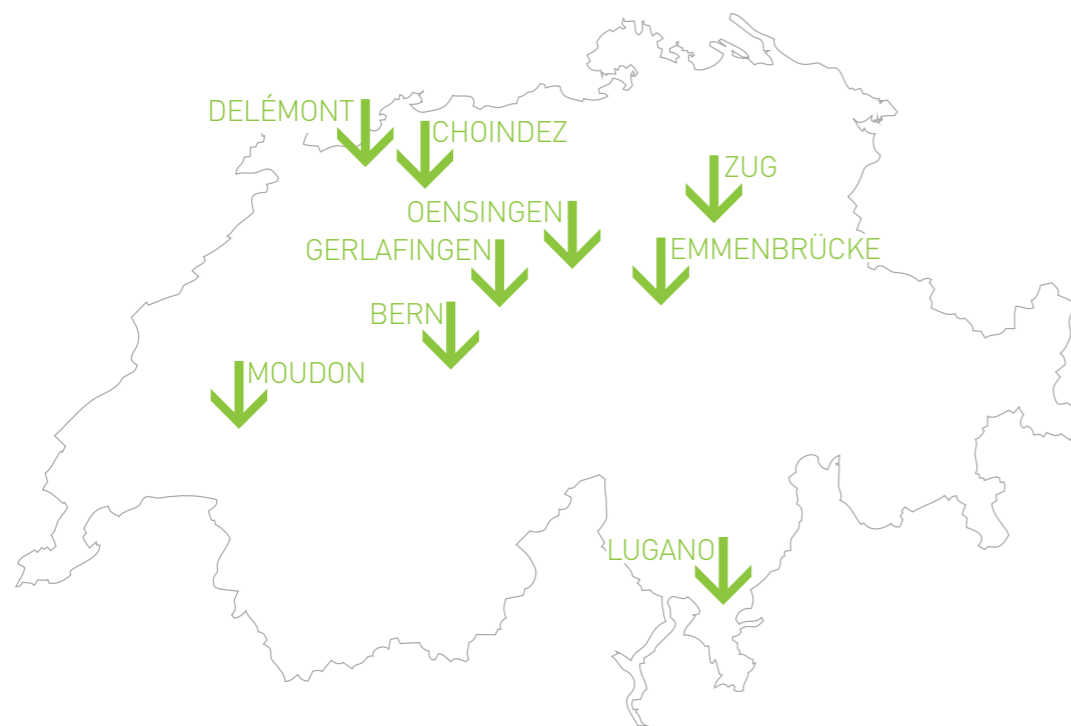 DELÉMONT
CHOINDEZ
ZUG
OENSINGEN
GERLAFINGEN
EMMENBRÜCKE
BERN
MOUDON
LUGANO